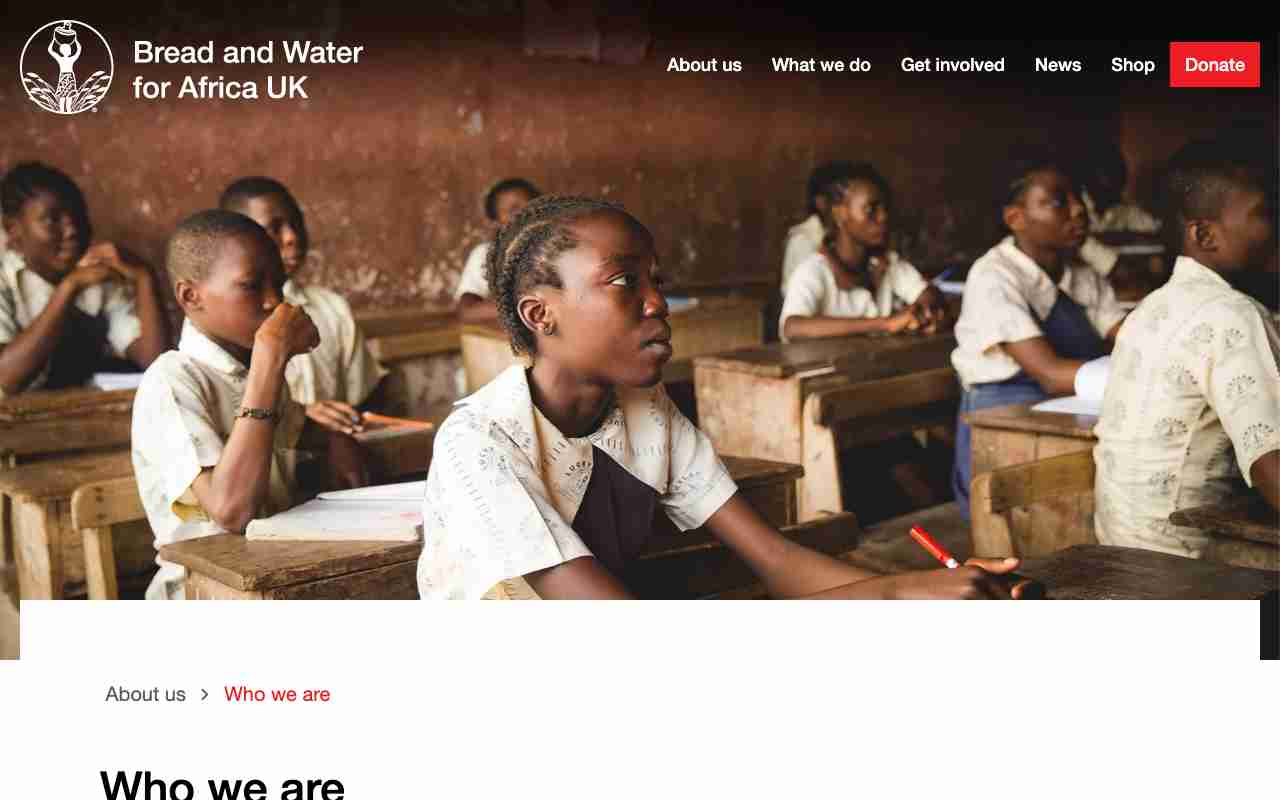 Bread and Water
for Africa UK
About us
What we do
Get involved
News
Shop
Donate
About us > Who we are
Who we are